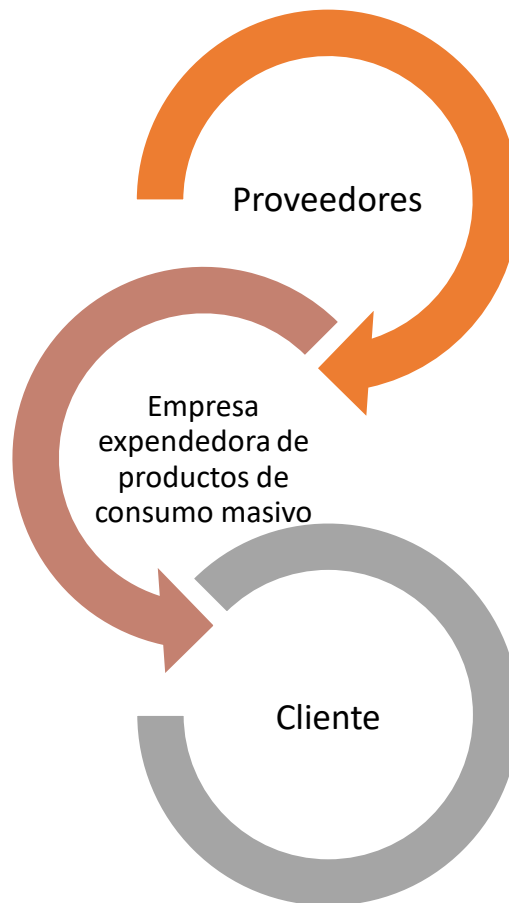 Proveedores
Empresa
expendedora de
productos de
consumo masivo
Cliente